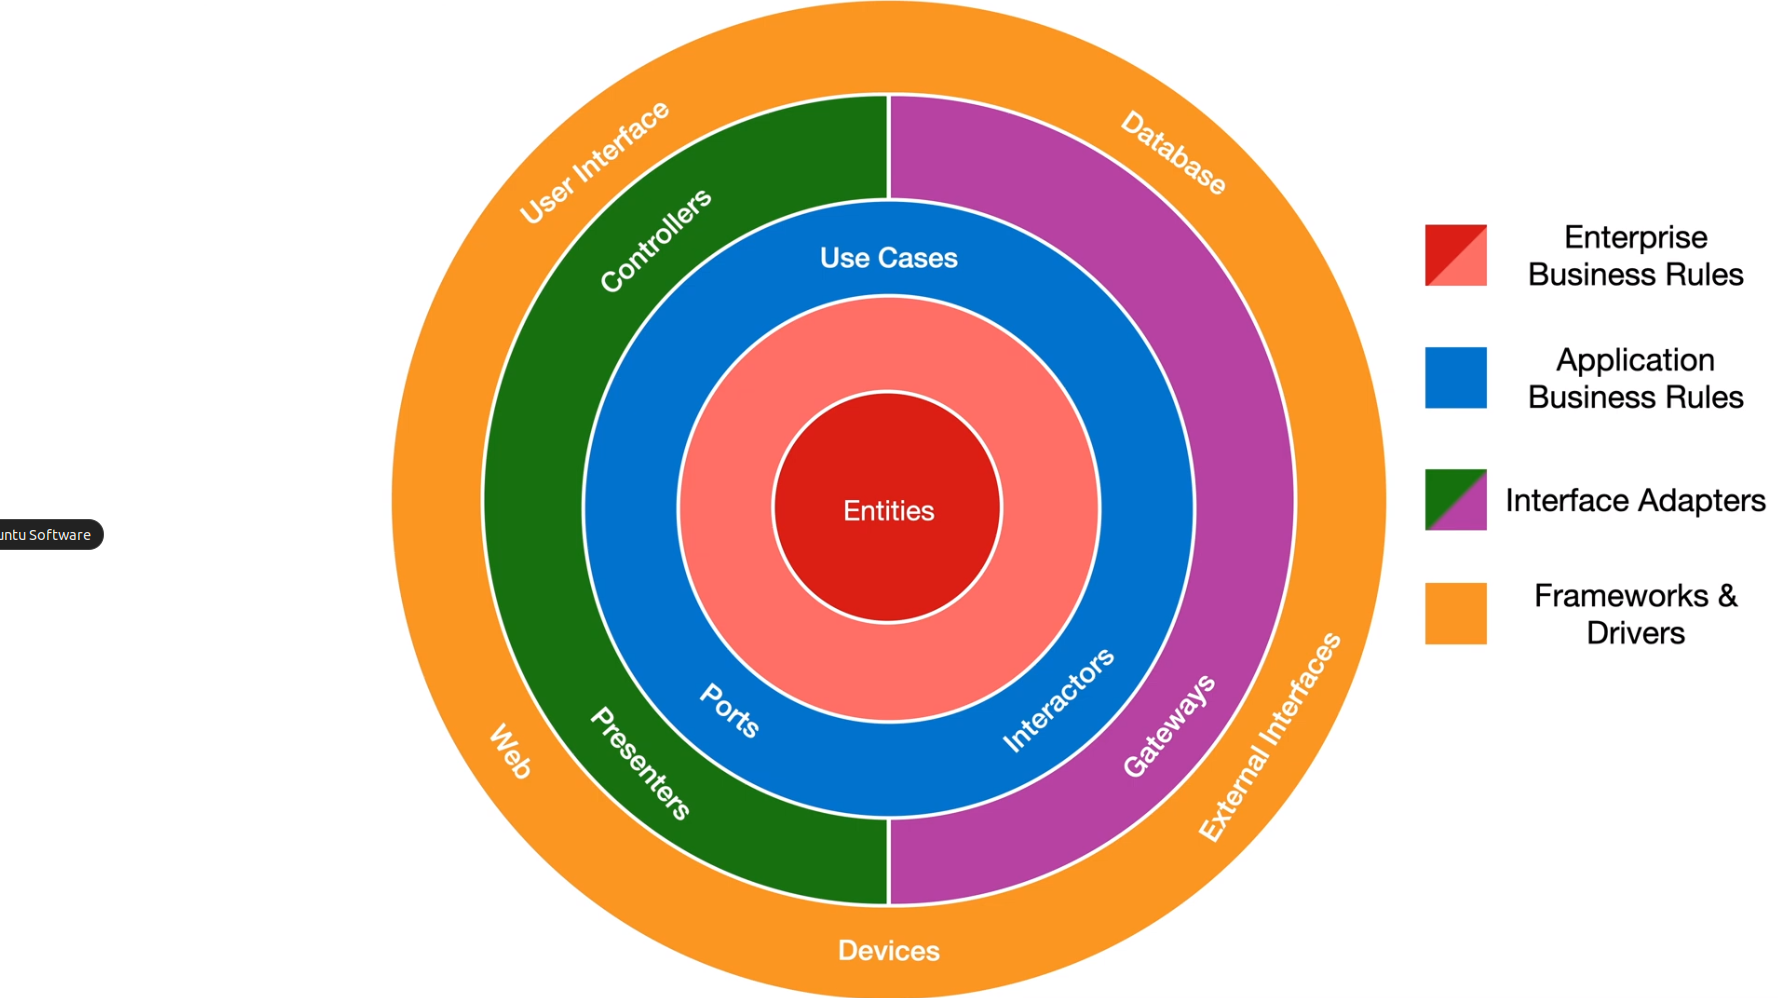 User Interface
Database
Controllers
Use Cases
Entities
Ports
Interactors
Presenters
Gateways
Web
External Interfaces
Devices
Enterprise
Business Rules
Application
Business Rules
Interface Adapters
Frameworks &
Drivers
untu Software